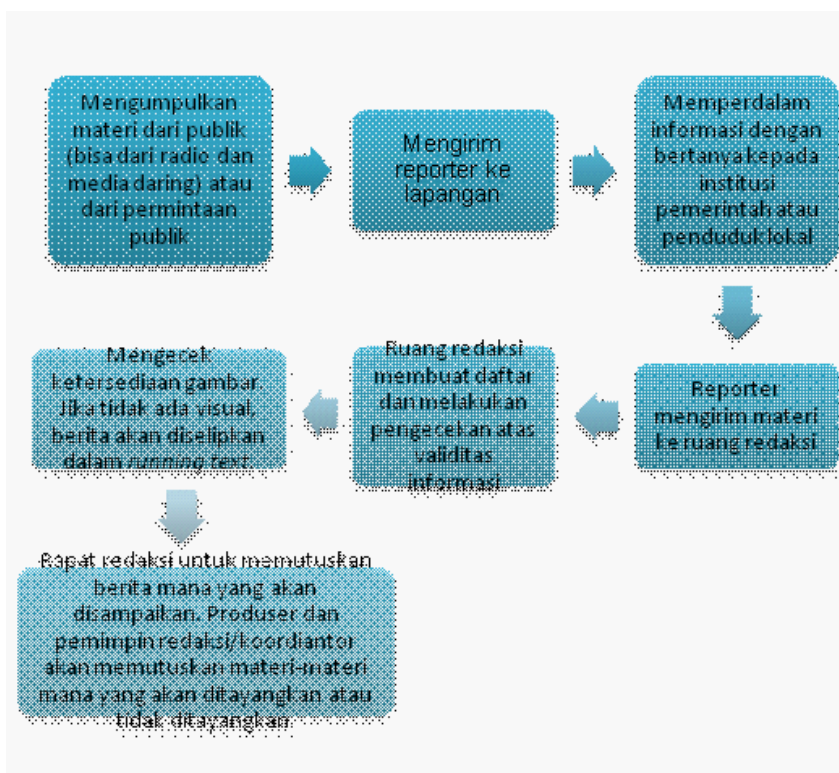 Mengumpulkan
materi dari publik
(bisa dari radio dan
media daring) atau
dari permintaan
publik
Mengirim
reporter ke
lapangan
Memperdalam
informasi dengan
bertanya kepada
institusi
pemerintah atau
penduduk lokal
Reporter
mengirim materi
ke ruang redaksi
Ruang redaksi
membuat daftar
dan melakukan
pengecekan atas
validitas
informasi
Mengecek
ketersediaan gambar.
Jika tidak ada visual,
berita akan diselipkan
dalam running text.
Rapat redaksi untuk memutuskan
berita mana yang akan
disampaikan. Produser dan
pemimpin redaksi/koordiantor
akan memutuskan materi-materi
mana yang akan ditayangkan atau
tidak ditayangkan.